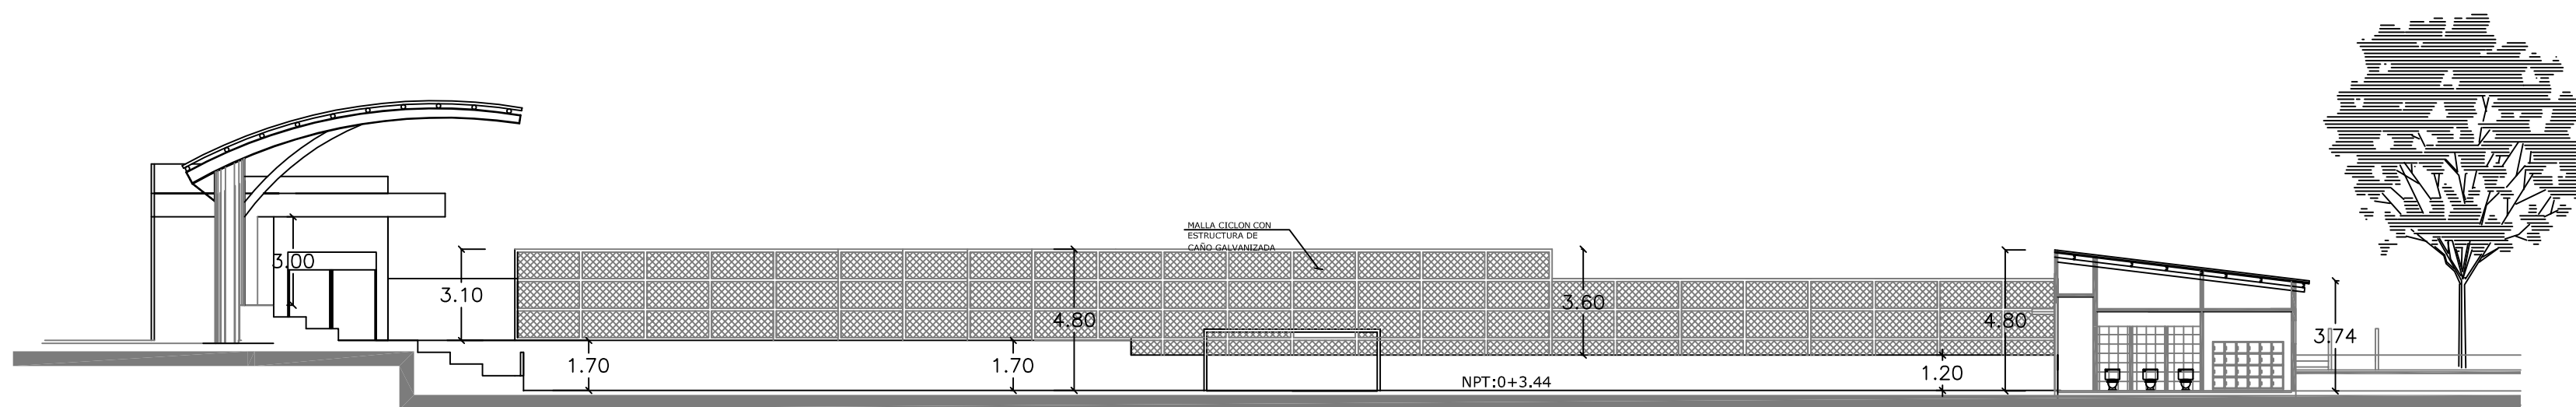 MALLA CICLON CON
ESTRUCTURA DE
CAÑO GALVANIZADA
3.00
3.10
4.80
3.60
4.80
3.74
1.70
1.70
1.20
NPT:0+3.44